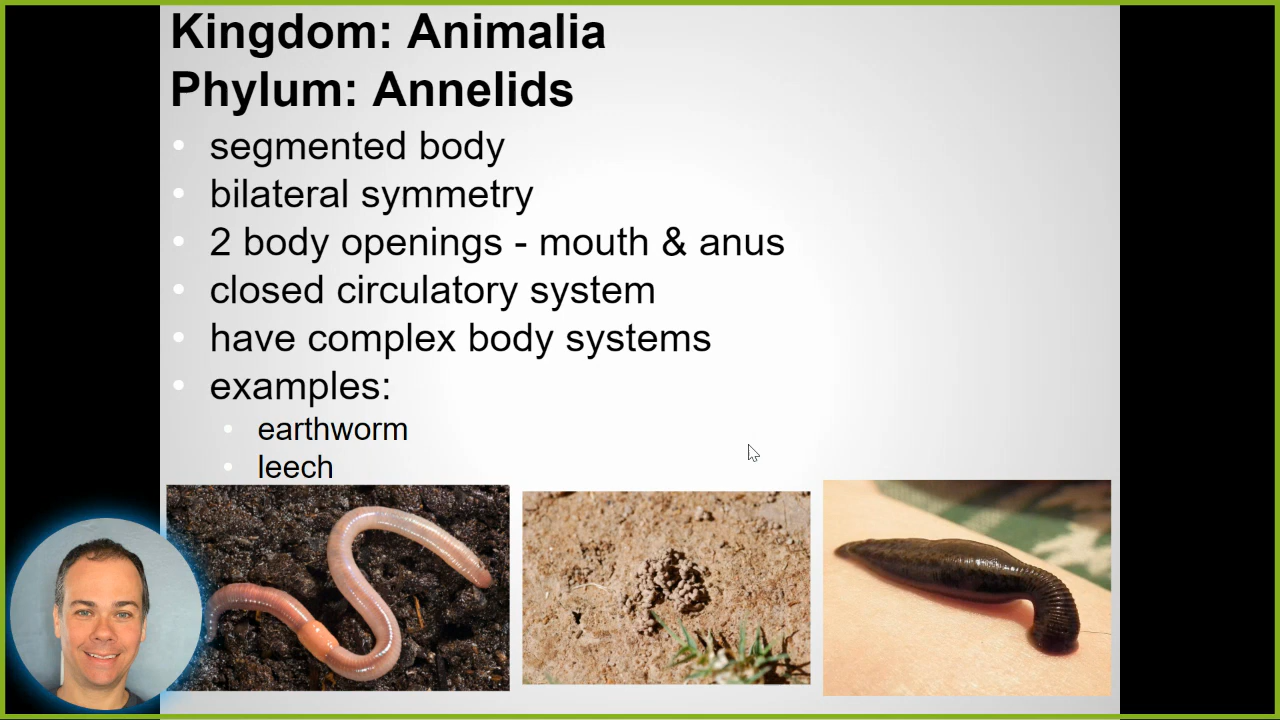 Kingdom: Animalia
Phylum: Annelids
• segmented body
• bilateral symmetry
• 2 body openings - mouth & anus
• closed circulatory system
• have complex body systems
• examples:
• earthworm
• leech